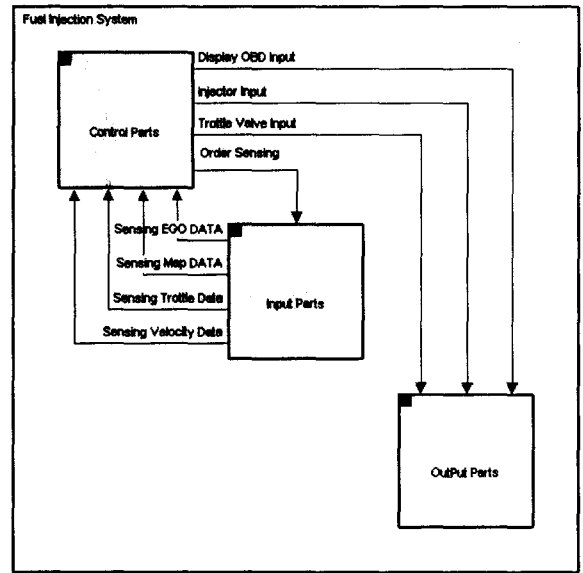 Fuel Injection System
Display OBD Input
Injector Input
Control Parts
Trottle Valve Input
Order Sensing
Sensing EGO DATA
Sensing Map DATA
Input Parts
Sensing Trottle Data
Sensing Velocity Data
OutPut Parts